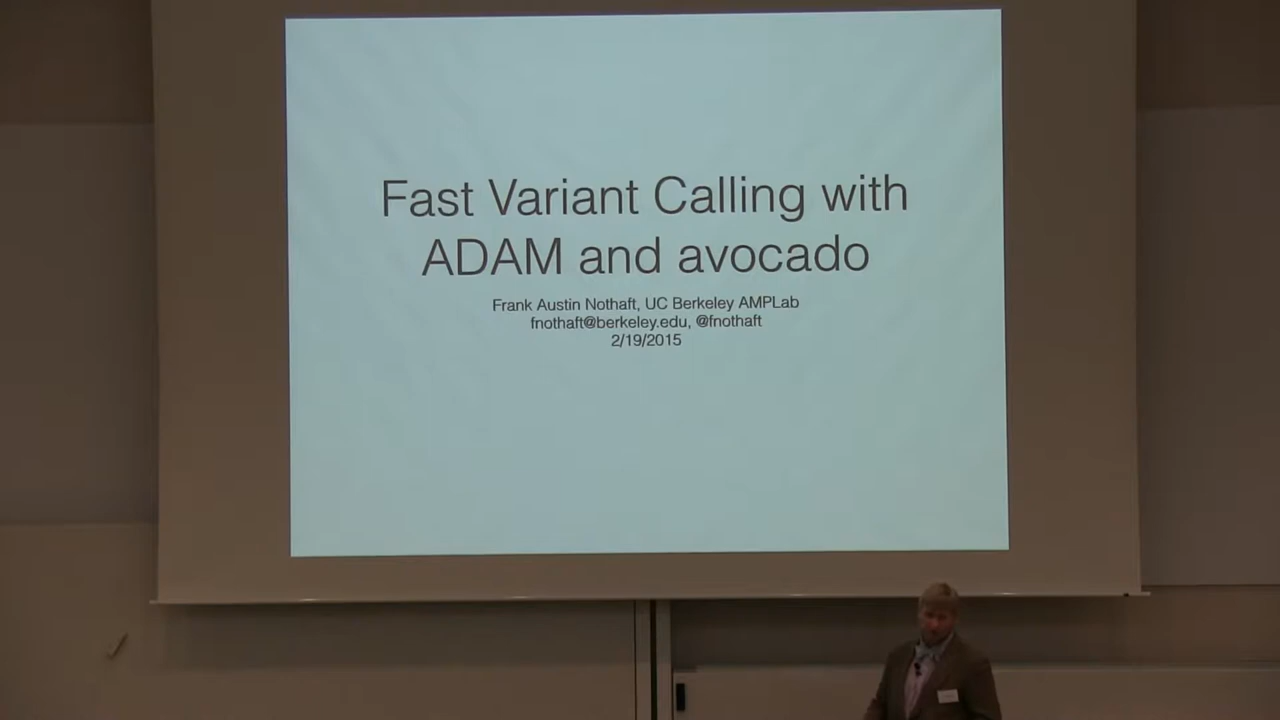 Fast Variant Calling with
ADAM and avocado
Frank Austin Nothaft, UC Berkeley AMPLab
fnothaft@berkeley.edu, @fnothaft
2/19/2015